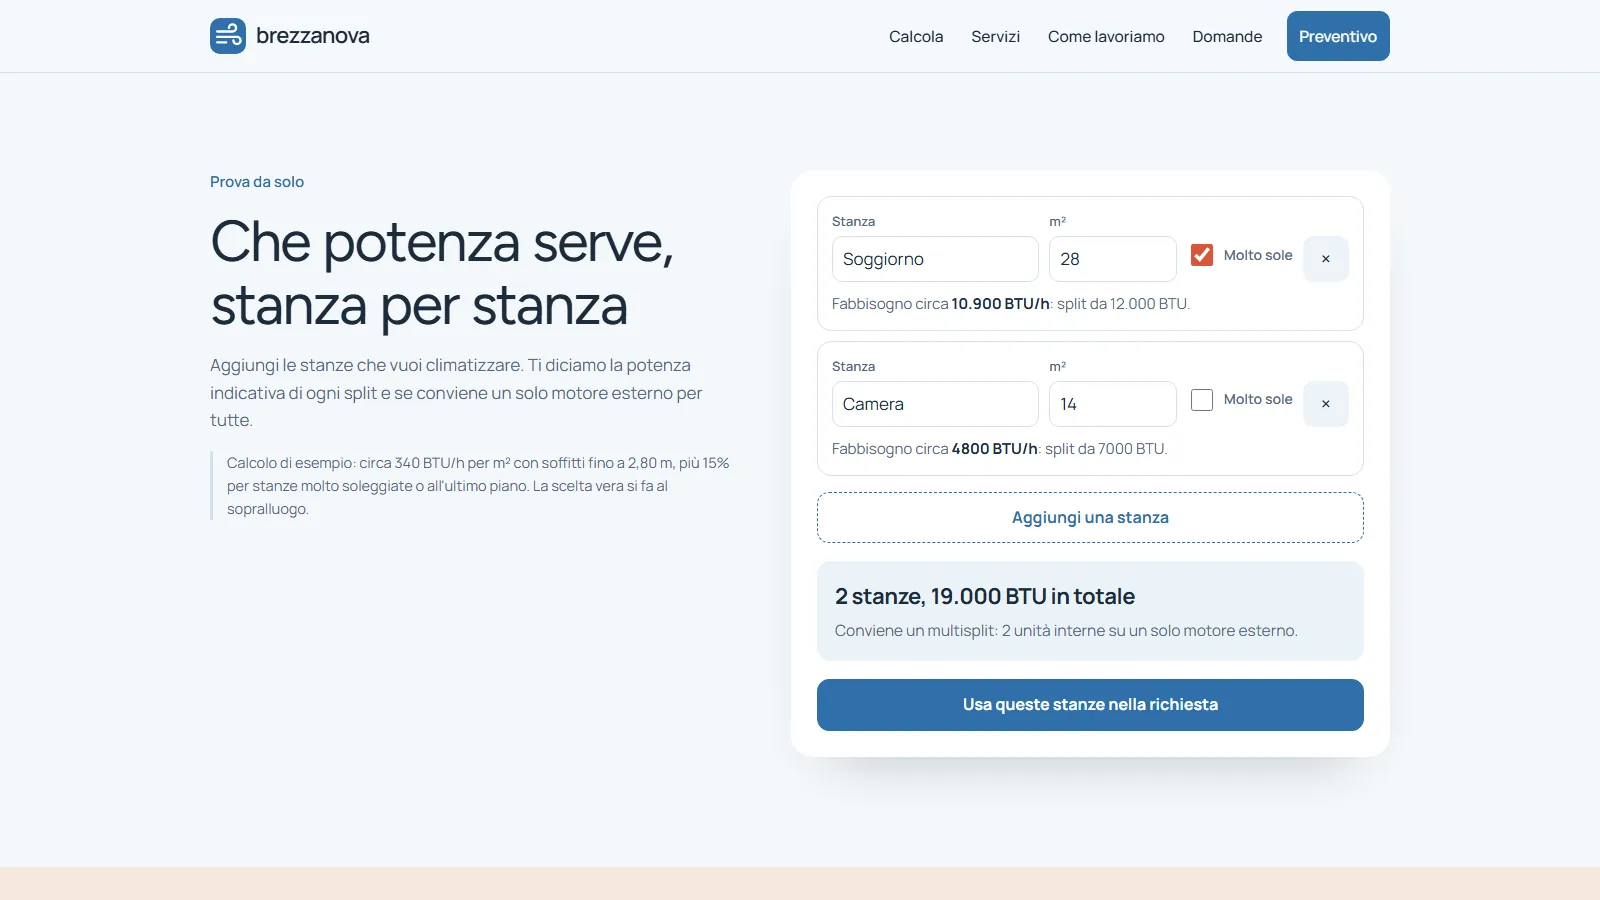 brezzanova
Calcola
Servizi
Come lavoriamo
Domande
Preventivo
Prova da solo
Che potenza serve,
stanza per stanza
Aggiungi le stanze che vuoi climatizzare. Ti diciamo la potenza
indicativa di ogni split e se conviene un solo motore esterno per
tutte.
Calcolo di esempio: circa 340 BTU/h per m² con soffitti fino a 2,80 m, più 15%
per stanze molto soleggiate o all'ultimo piano. La scelta vera si fa al
sopralluogo.
Stanza
m²
Soggiorno
28
Molto sole
×
Fabbisogno circa 10.900 BTU/h: split da 12.000 BTU.
Stanza
m²
Camera
14
Molto sole
×
Fabbisogno circa 4800 BTU/h: split da 7000 BTU.
Aggiungi una stanza
2 stanze, 19.000 BTU in totale
Conviene un multisplit: 2 unità interne su un solo motore esterno.
Usa queste stanze nella richiesta